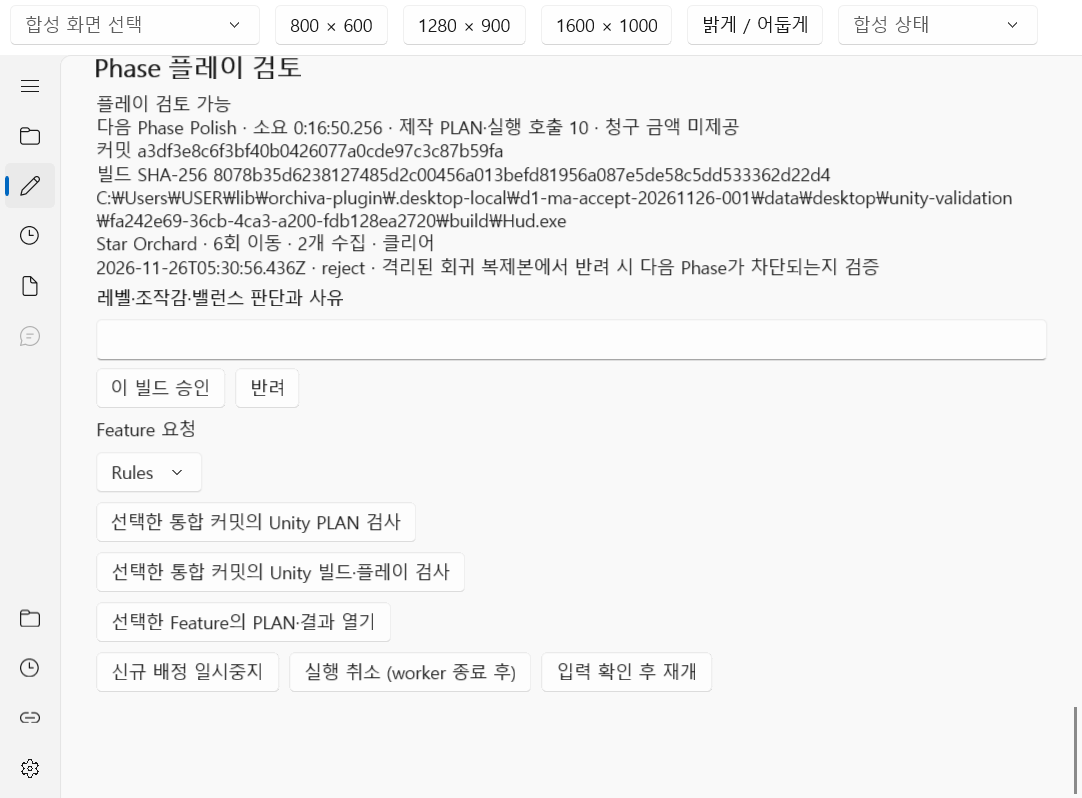 합성 화면 선택
800 × 600
1280 × 900
1600 × 1000
밝게 / 어둡게
합성 상태
Phase 플레이 검토
플레이 검토 가능
다음 Phase Polish · 소요 0:16:50.256 · 제작 PLAN·실행 호출 10 · 청구 금액 미제공
커밋 a3df3e8c6f3bf40b0426077a0cde97c3c87b59fa
빌드 SHA-256 8078b35d6238127485d2c00456a013befd81956a087e5de58c5dd533362d22d4
C:₩Users₩USER₩lib₩orchiva-plugin₩.desktop-local₩d1-ma-accept-20261126-001₩data₩desktop₩unity-validation
₩fa242e69-36cb-4ca3-a200-fdb128ea2720₩build₩Hud.exe
Star Orchard · 6회 이동 · 2개 수집 · 클리어
2026-11-26T05:30:56.436Z · reject · 격리된 회귀 복제본에서 반려 시 다음 Phase가 차단되는지 검증
레벨·조작감·밸런스 판단과 사유
이 빌드 승인
반려
Feature 요청
Rules
선택한 통합 커밋의 Unity PLAN 검사
선택한 통합 커밋의 Unity 빌드·플레이 검사
선택한 Feature의 PLAN·결과 열기
신규 배정 일시중지
실행 취소 (worker 종료 후)
입력 확인 후 재개